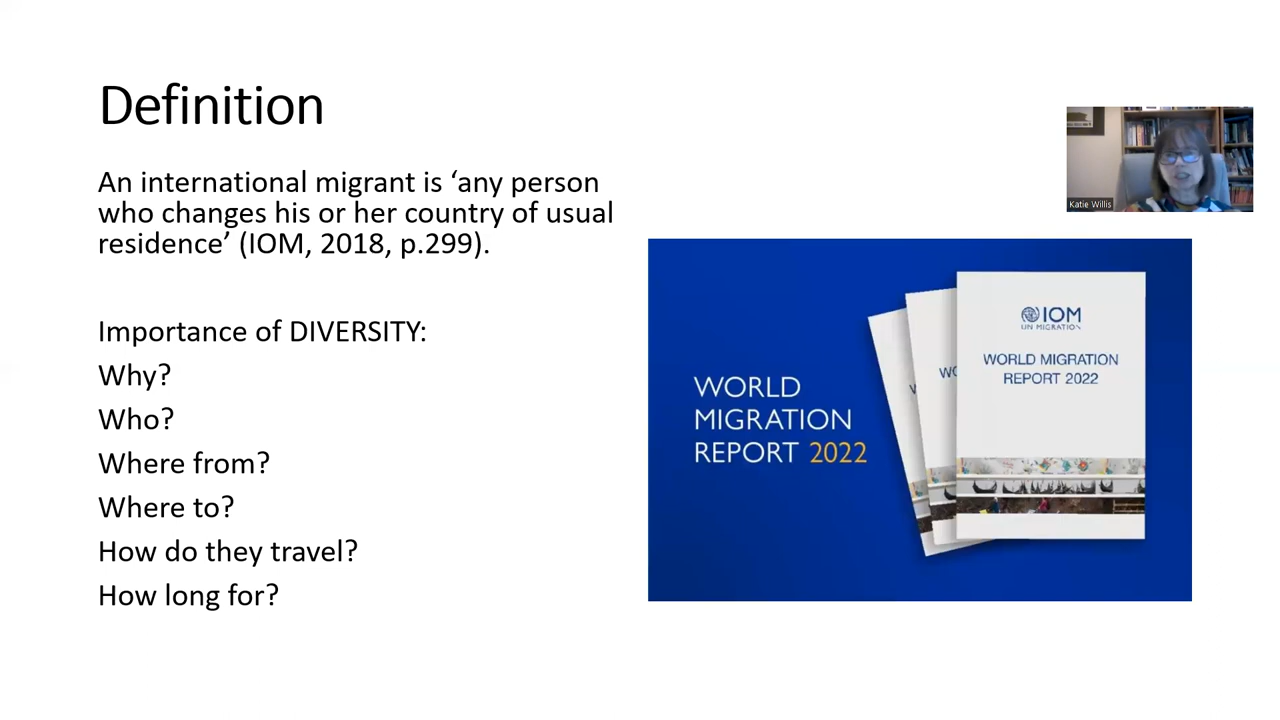 Definition
An international migrant is ‘any person
who changes his or her country of usual
residence’ (IOM, 2018, p.299).
Importance of DIVERSITY:
Why?
Who?
Where from?
Where to?
How do they travel?
How long for?
Katie Willis
WORLD
MIGRATION
REPORT 2022
IOM
UN MIGRATION
WORLD MIGRATION
REPORT 2022